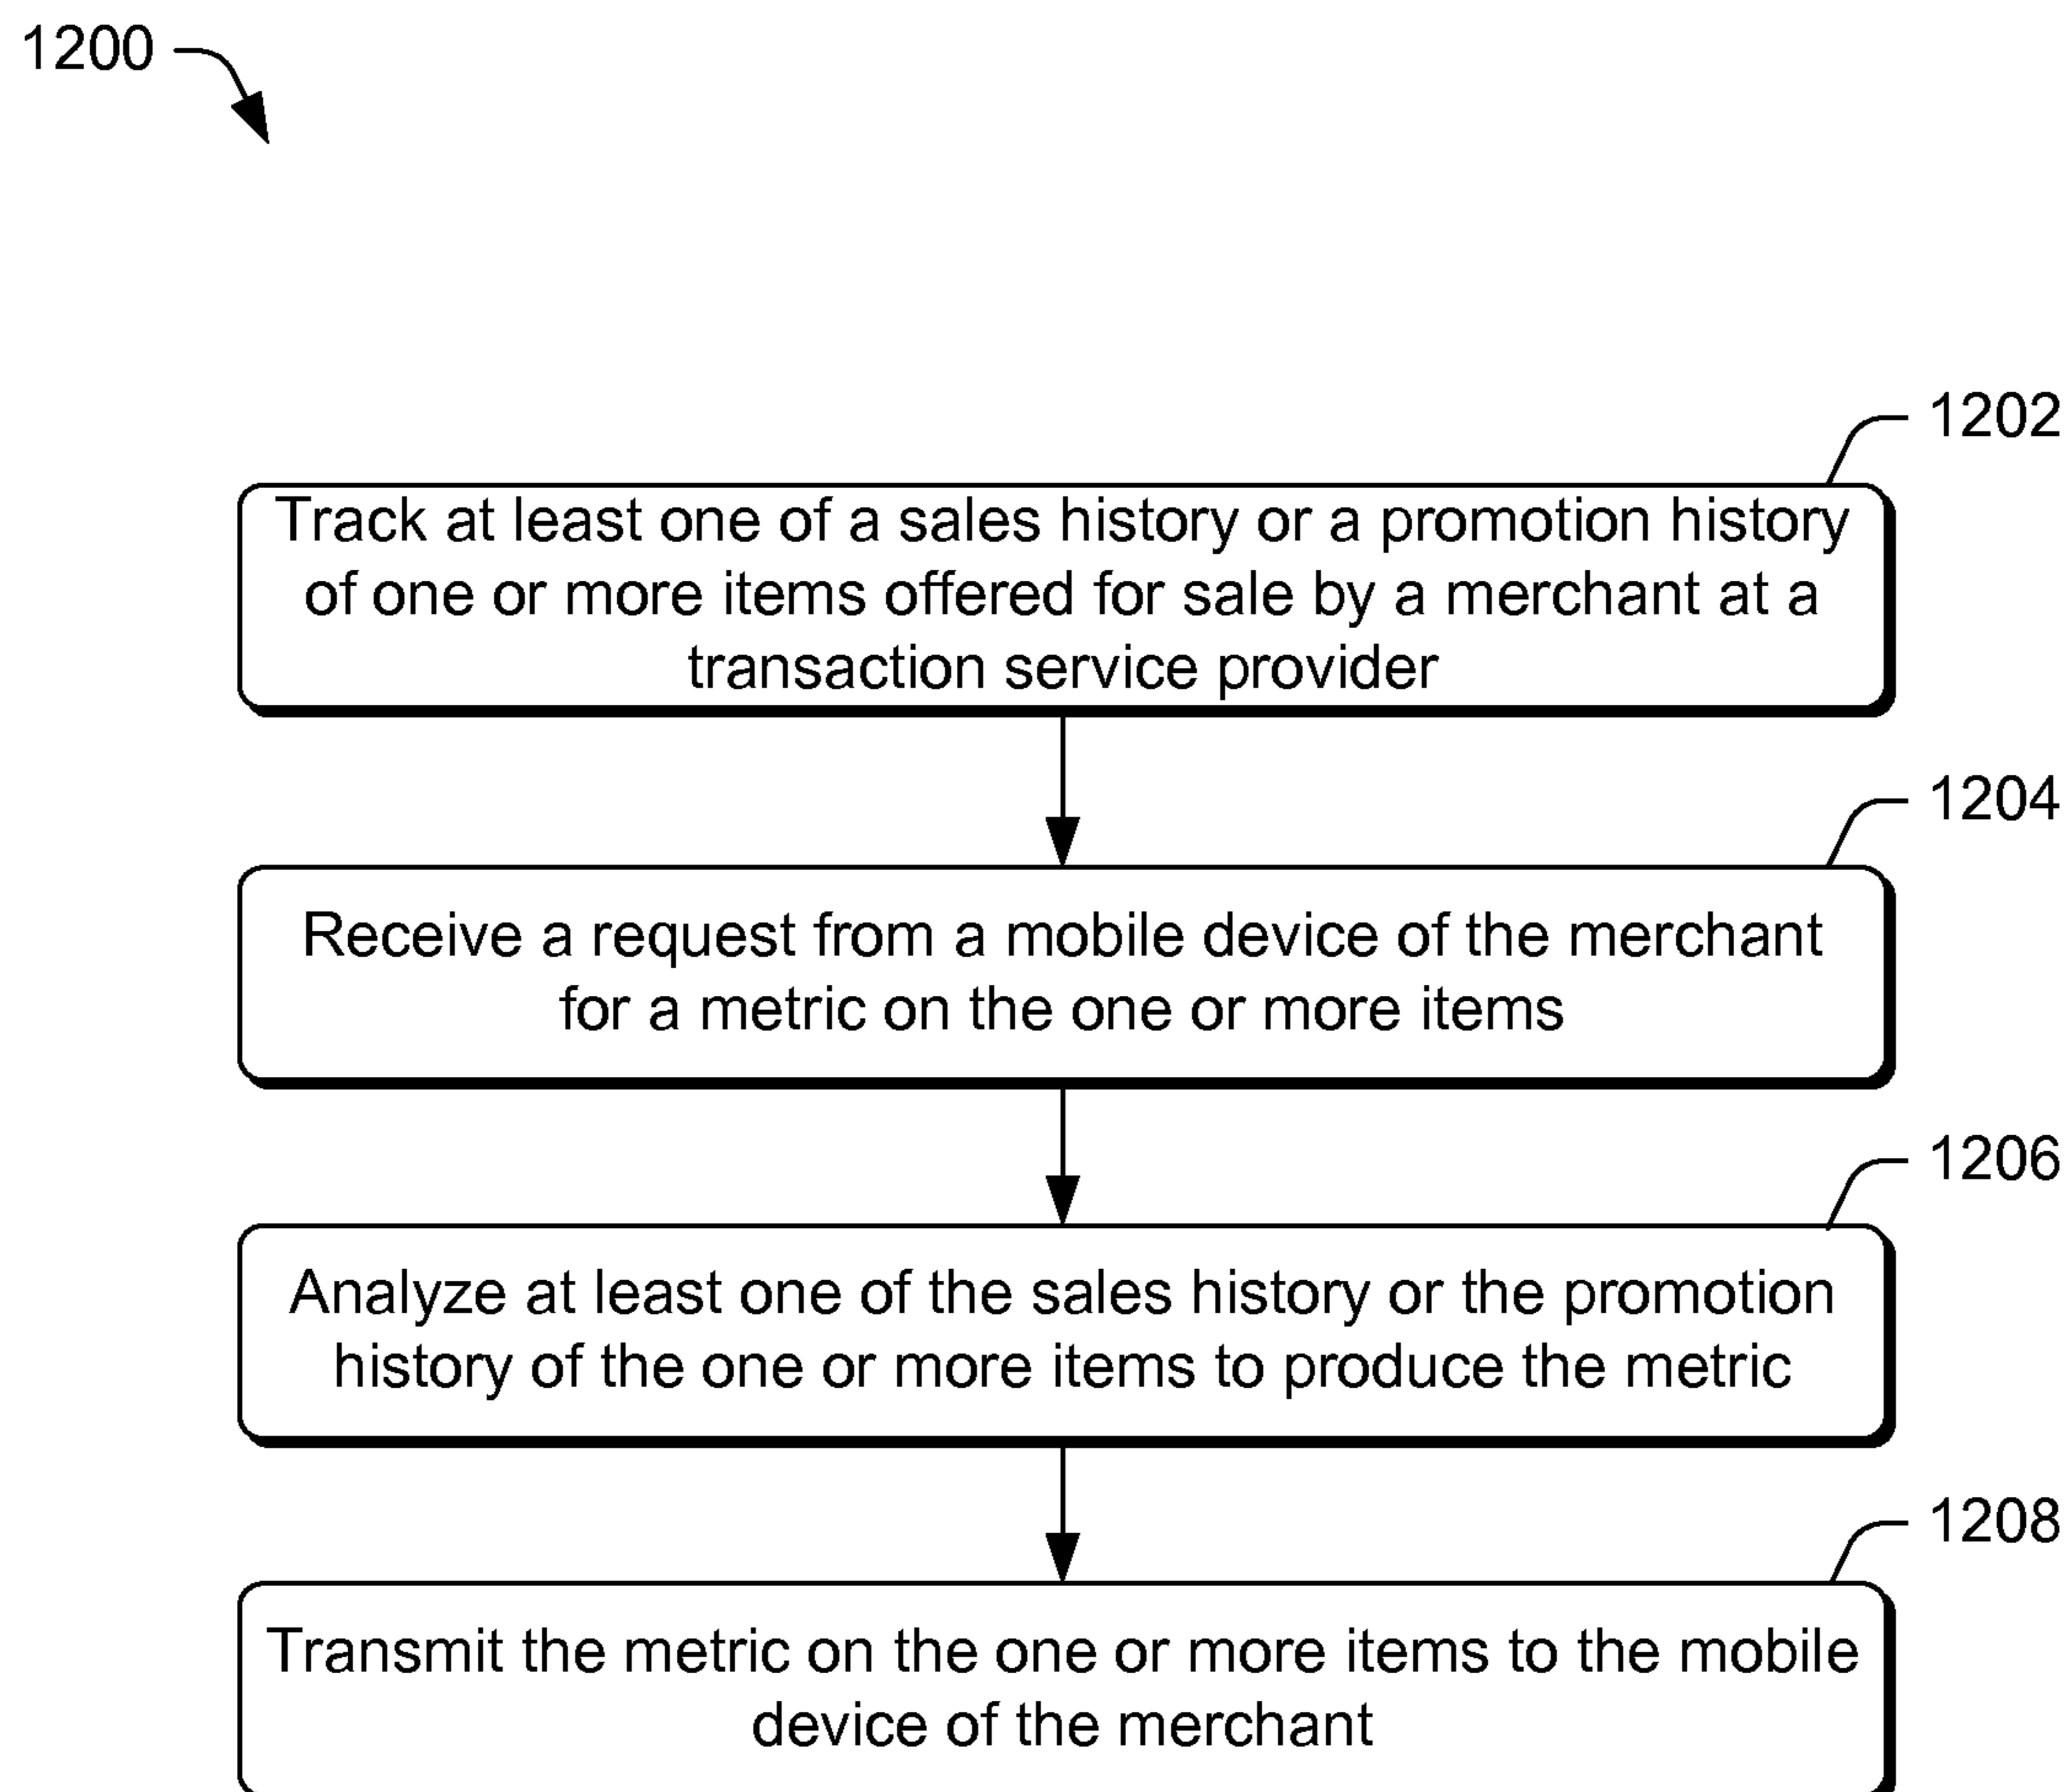 1200
1202
Track at least one of a sales history or a promotion history
of one or more items offered for sale by a merchant at a
transaction service provider
1204
Receive a request from a mobile device of the merchant
for a metric on the one or more items
1206
Analyze at least one of the sales history or the promotion
history of the one or more items to produce the metric
1208
Transmit the metric on the one or more items to the mobile
device of the merchant